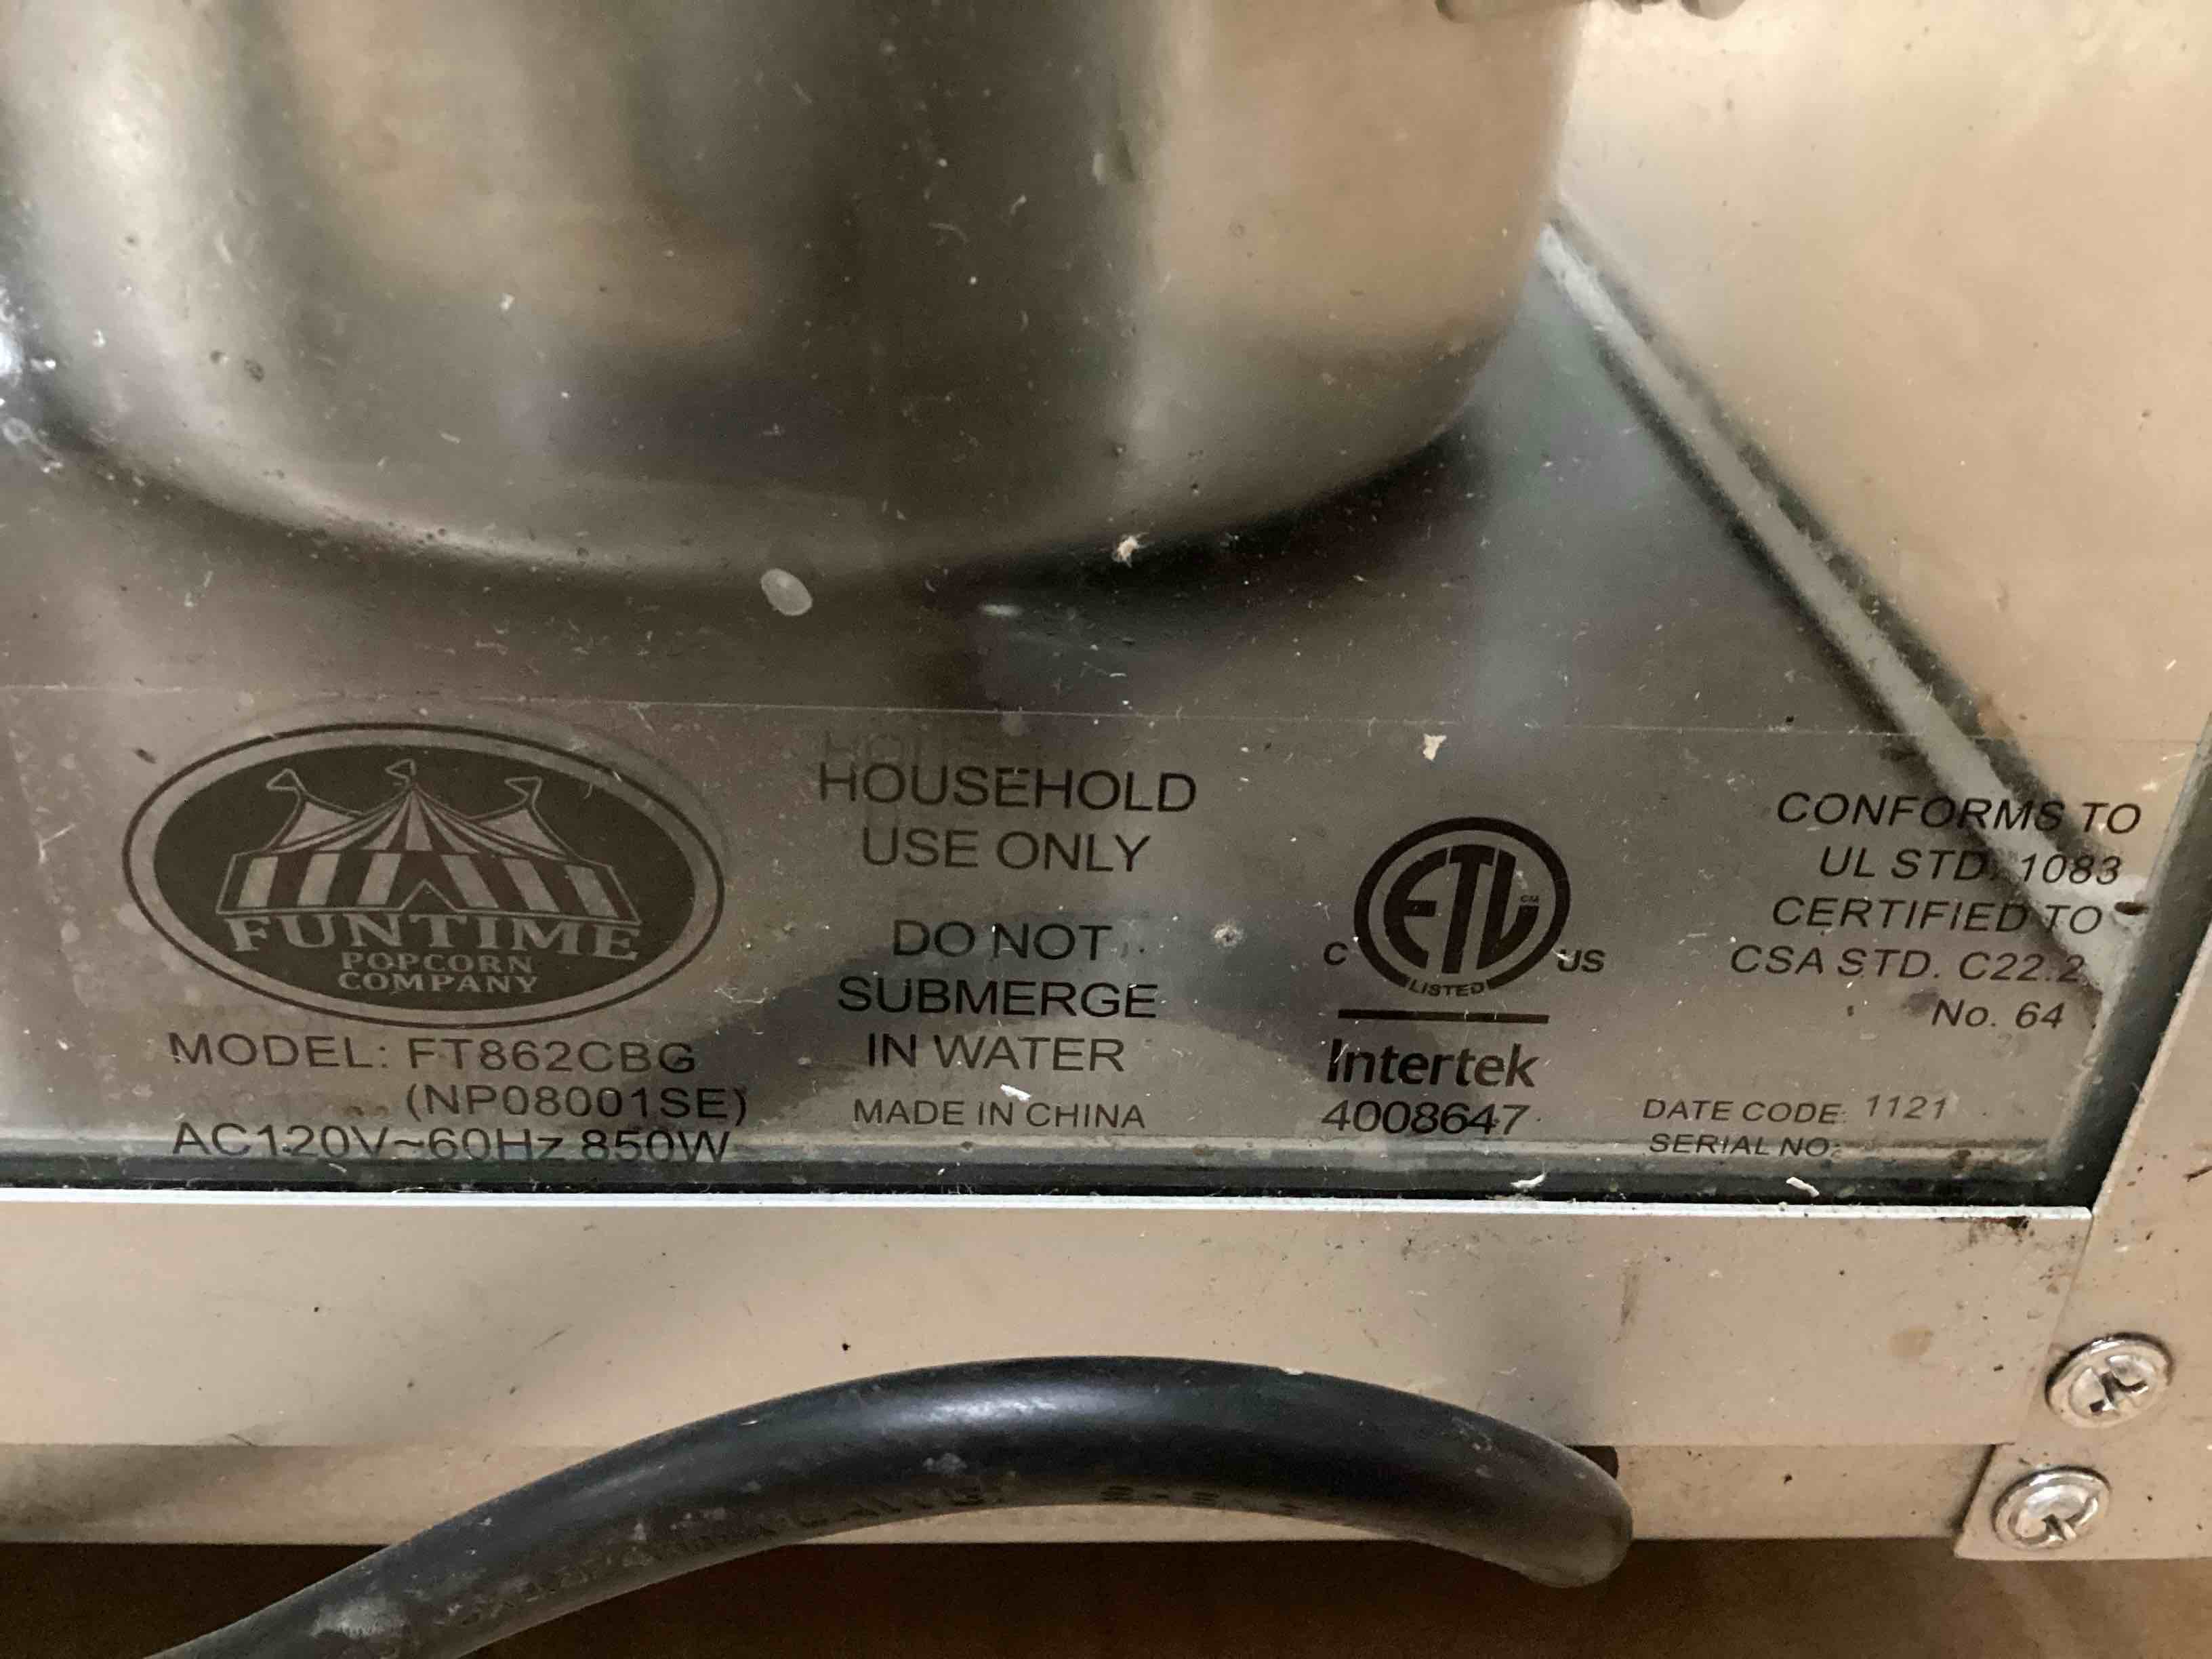 FUNTIME
POPCORN
COMPANY
MODEL: FT862CBG
(NP08001SE)
AC120V~60Hz 850W
HOUSEHOLD
USE ONLY
DO NOT
SUBMERGE
IN WATER
MADE IN CHINA
ETL CM
C US
LISTED
Intertek
4008647
CONFORMS TO
UL STD. 1083
CERTIFIED TO
CSA STD. C22.2
No. 64
DATE CODE: 1121
SERIAL NO: